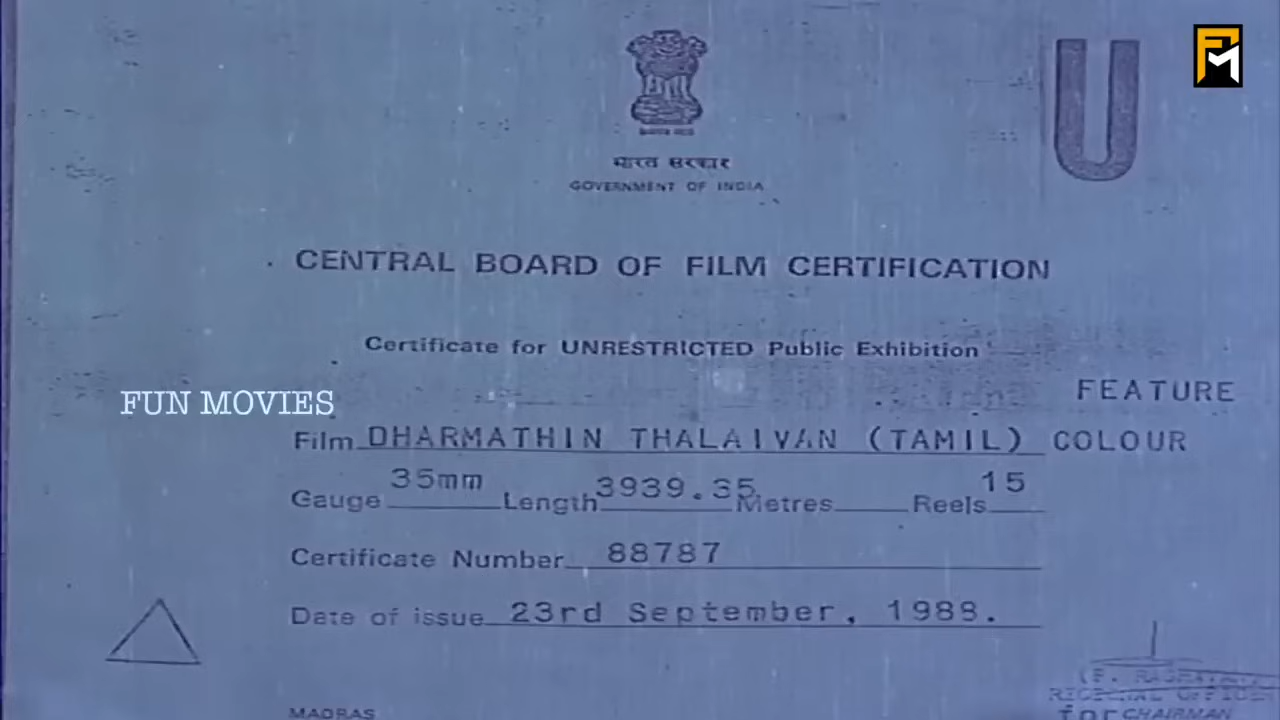 U
भारत सरकार
GOVERNMENT OF INDIA
CENTRAL BOARD OF FILM CERTIFICATION
Certificate for UNRESTRICTED Public Exhibition
FEATURE
FUN MOVIES
Film DHARMATHIN THALAIVAN (TAMIL) COLOUR
Gauge 35mm Length 3939.35 Metres Reels 15
Certificate Number 88787
Date of issue 23rd September, 1988.
REGIONAL OFFICER
MADRAS
for CHAIRMAN